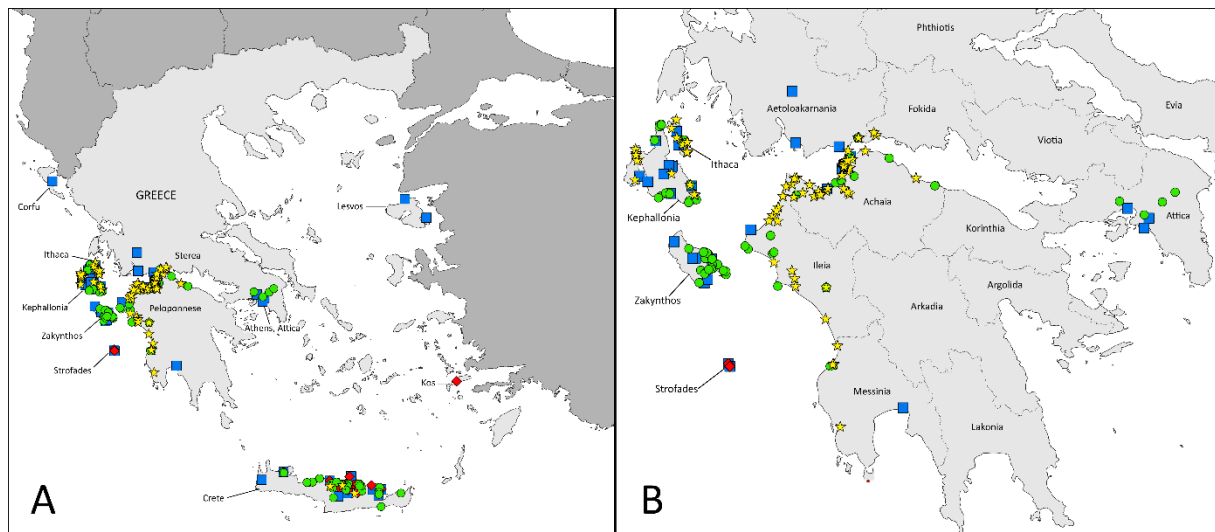 Corfu
GREECE
Lesvos
Ithaca
Sterea
Kephallonia
Peloponnese
Zakynthos
Athens, Attica
Strofades
Kos
Crete
A
Phthiotis
Aetoloakarnania
Fokida
Evia
Viotia
Ithaca
Achaia
Attica
Kephallonia
Korinthia
Ileia
Zakynthos
Argolida
Arkadia
Strofades
Messinia
Lakonia
B